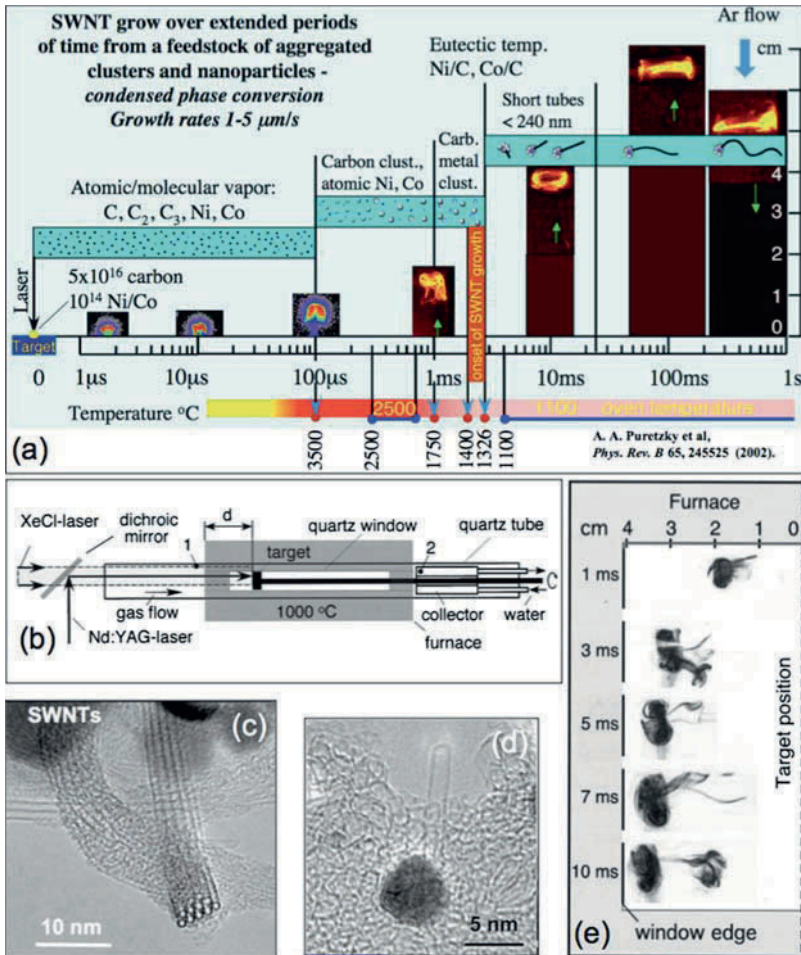 SWNT grow over extended periods
of time from a feedstock of aggregated
clusters and nanoparticles -
condensed phase conversion
Growth rates 1-5 μm/s
Ar flow
cm
Eutectic temp.
Ni/C, Co/C
Short tubes
< 240 nm
Carb.
metal
clust.
Carbon clust.,
atomic Ni, Co
Atomic/molecular vapor:
C, C₂, C₃, Ni, Co
4
3
2
1
0
Laser
5x10¹⁶ carbon
10¹⁴ Ni/Co
onset of SWNT growth
Target
0 1μs 10μs 100μs 1ms 10ms 100ms 1s
Temperature °C 2500 1100 oven temperature
3500 2500 1750 1400 1326 1100
A. A. Puretzky et al,
Phys. Rev. B 65, 245525 (2002).
(a)
XeCl-laser
dichroic
mirror
1
d
target
quartz window
quartz tube
2
gas flow
1000 °C
collector
water
Nd:YAG-laser
furnace
(b)
SWNTs
(c)
10 nm
(d)
5 nm
Furnace
cm 4 3 2 1 0
1 ms
3 ms
5 ms
7 ms
10 ms
Target position
window edge
(e)